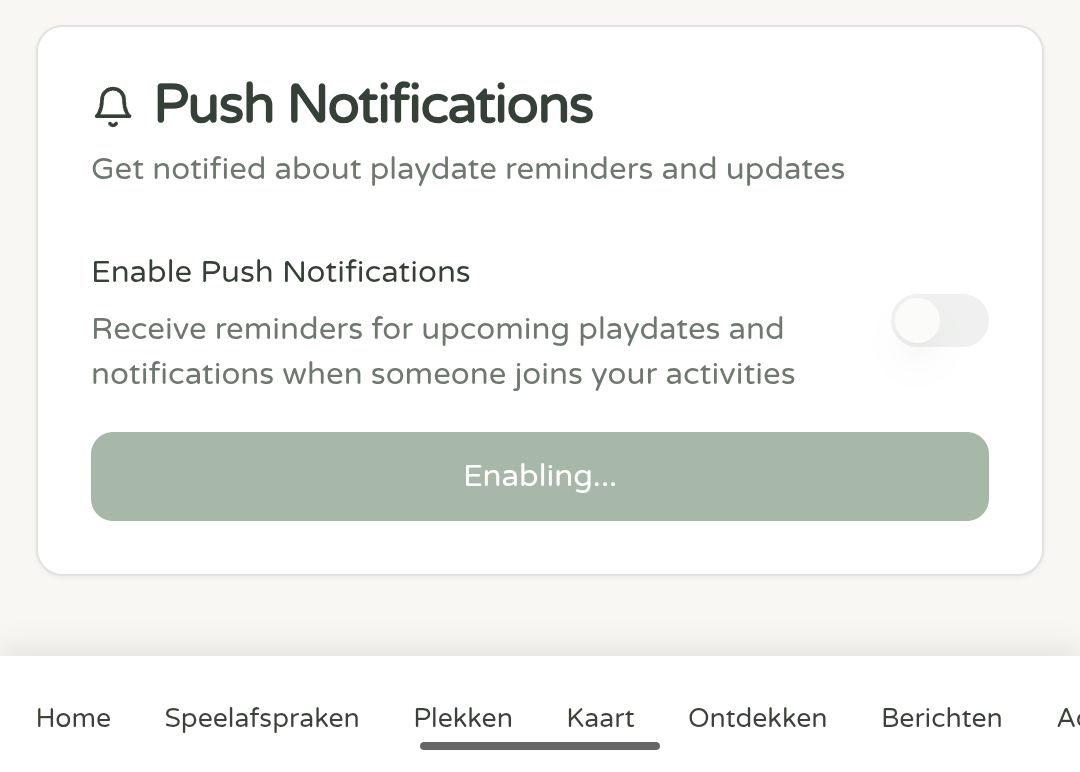 Push Notifications
Get notified about playdate reminders and updates
Enable Push Notifications
Receive reminders for upcoming playdates and
notifications when someone joins your activities
Enabling...
Home Speelafspraken Plekken Kaart Ontdekken Berichten